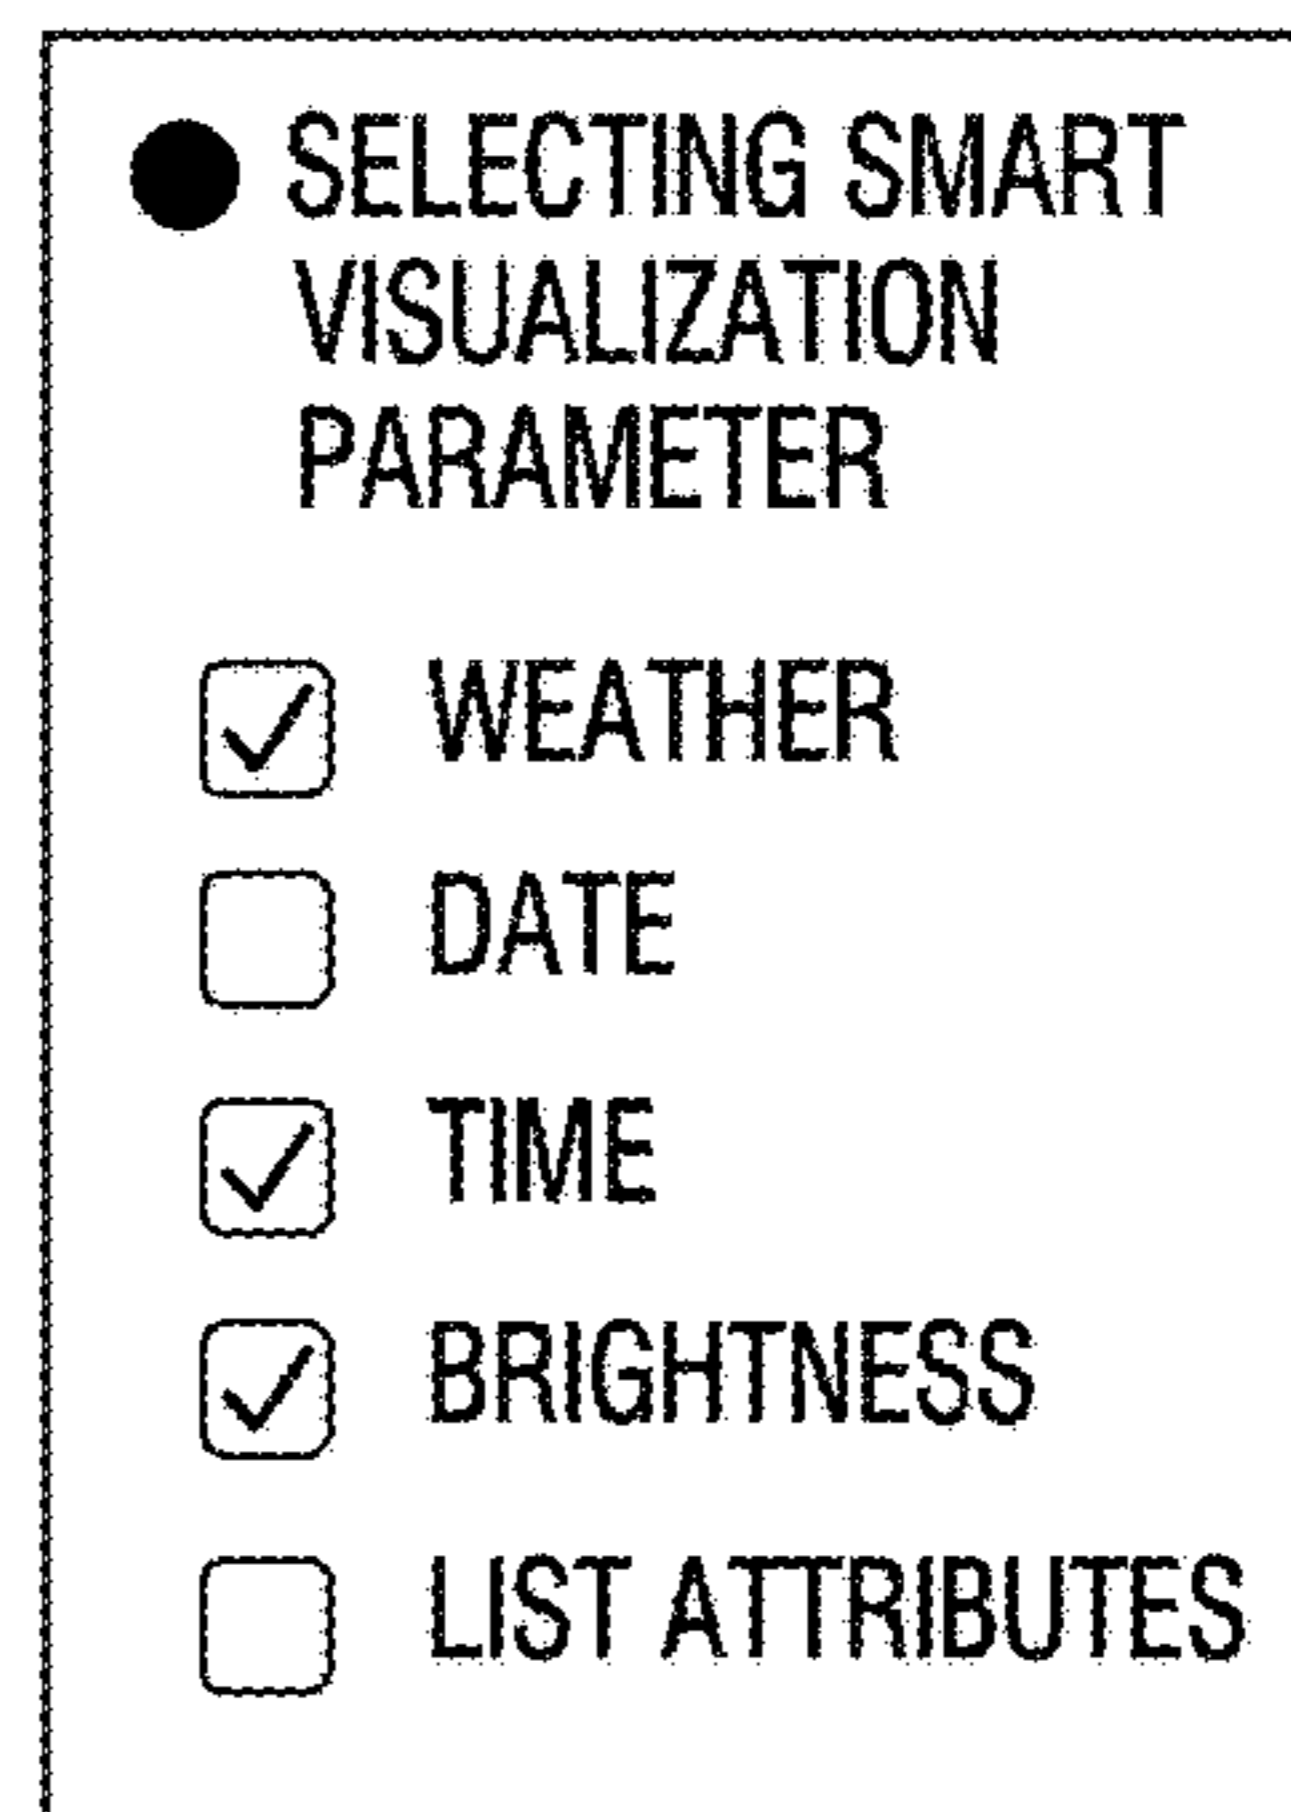 SELECTING SMART
VISUALIZATION
PARAMETER
WEATHER
DATE
TIME
BRIGHTNESS
LIST ATTRIBUTES